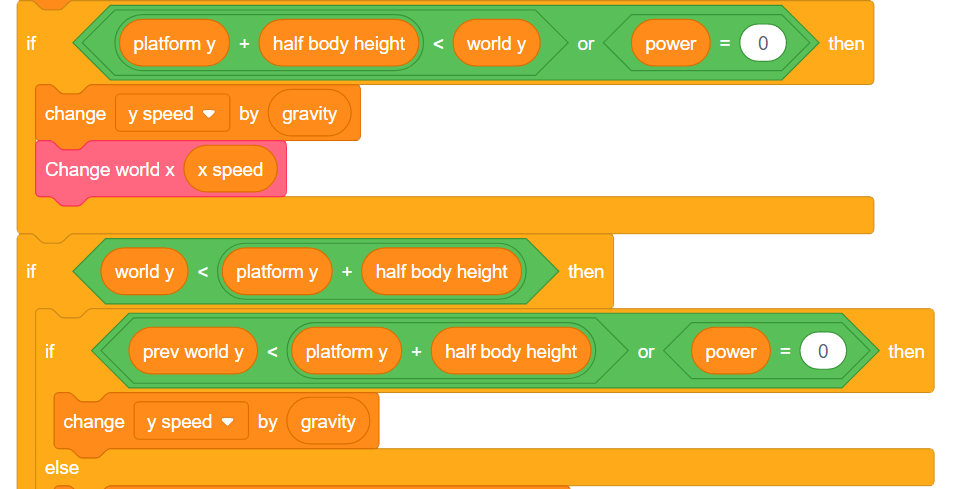 if platform y + half body height < world y or power = 0 then
change y speed by gravity
Change world x x speed
if world y < platform y + half body height then
if prev world y < platform y + half body height or power = 0 then
change y speed by gravity
else